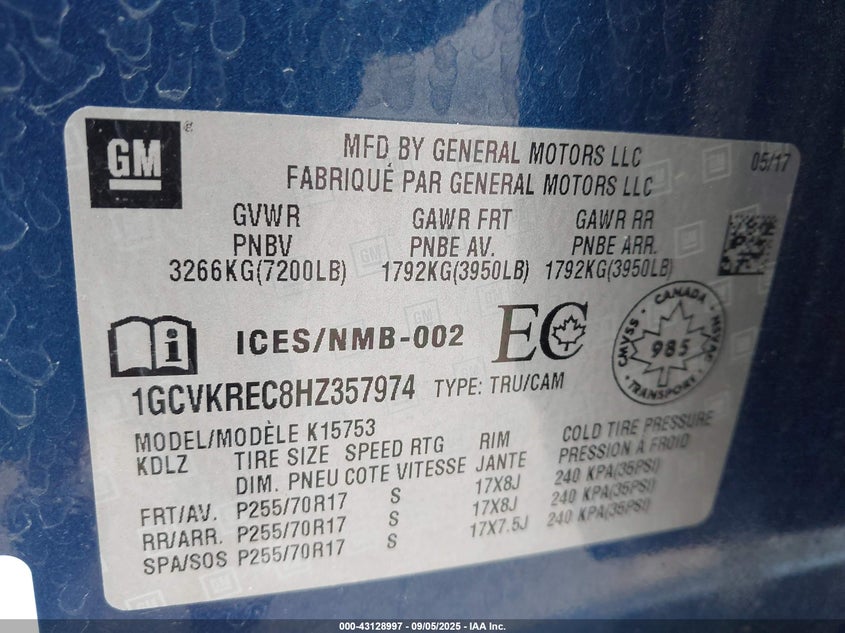 GM
MFD BY GENERAL MOTORS LLC
05/17
FABRIQUÉ PAR GENERAL MOTORS LLC
GVWR GAWR FRT GAWR RR
PNBV PNBE AV. PNBE ARR.
3266KG(7200LB) 1792KG(3950LB) 1792KG(3950LB)
ICES/NMB-002 EC
CMVSS CANADA NSVAC
985
TRANSPORT
1GCVKREC8HZ357974 TYPE: TRU/CAM
MODEL/MODÈLE K15753
KDLZ TIRE SIZE SPEED RTG RIM COLD TIRE PRESSURE
DIM. PNEU COTE VITESSE JANTE PRESSION À FROID
FRT/AV. P255/70R17 S 17X8J 240 KPA(35PSI)
RR/ARR. P255/70R17 S 17X8J 240 KPA(35PSI)
SPA/SOS P255/70R17 S 17X7.5J 240 KPA(35PSI)
000-43128997 - 09/05/2025 - IAA Inc.